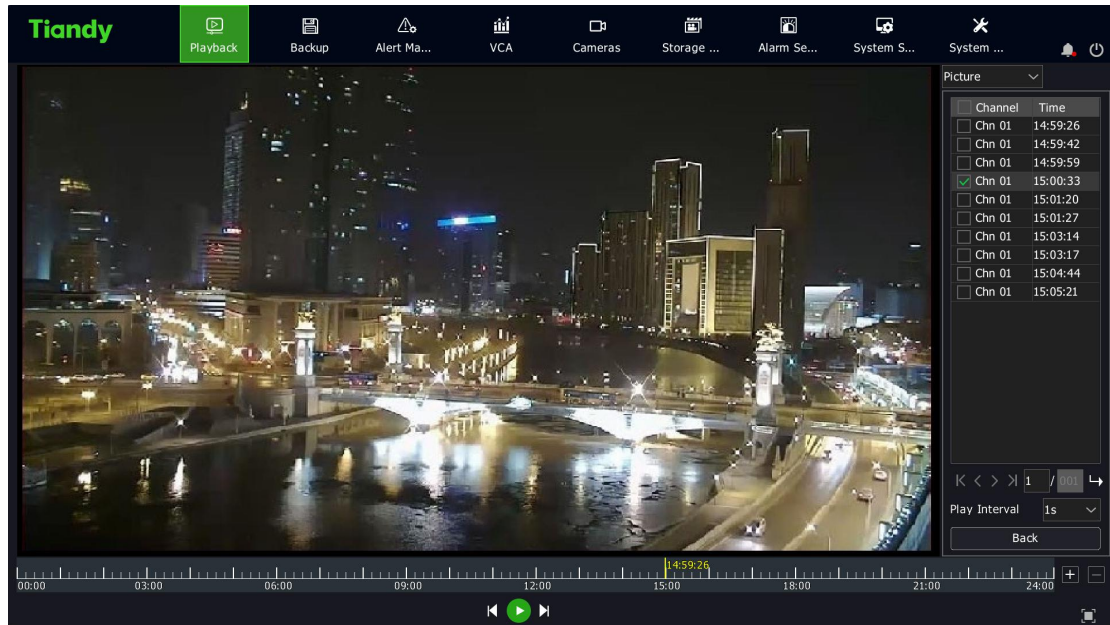 Tiandy
Playback
Backup
Alert Ma...
VCA
Cameras
Storage ...
Alarm Se...
System S...
System ...
Picture
Channel Time
Chn 01 14:59:26
Chn 01 14:59:42
Chn 01 14:59:59
Chn 01 15:00:33
Chn 01 15:01:20
Chn 01 15:01:27
Chn 01 15:03:14
Chn 01 15:03:17
Chn 01 15:04:44
Chn 01 15:05:21
1 / 001
Play Interval 1s
Back
14:59:26
00:00 03:00 06:00 09:00 12:00 15:00 18:00 21:00 24:00